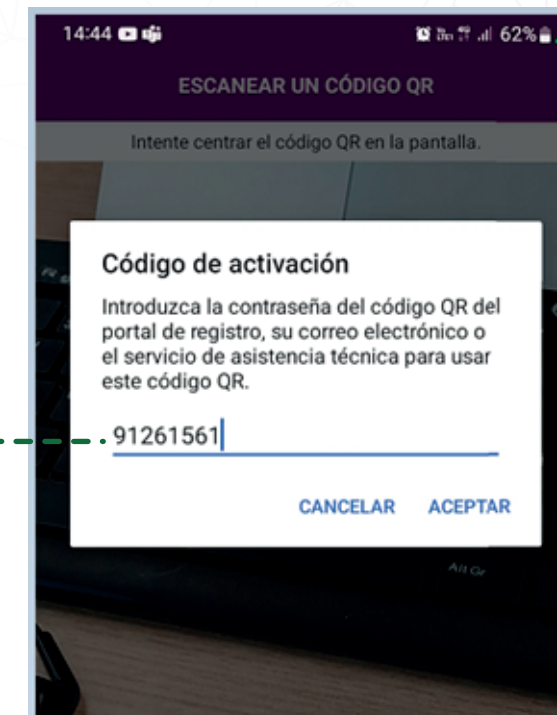 14:44 62%
ESCANEAR UN CÓDIGO QR
Intente centrar el código QR en la pantalla.
Código de activación
Introduzca la contraseña del código QR del
portal de registro, su correo electrónico o
el servicio de asistencia técnica para usar
este código QR.
91261561
CANCELAR ACEPTAR
Alt Gr